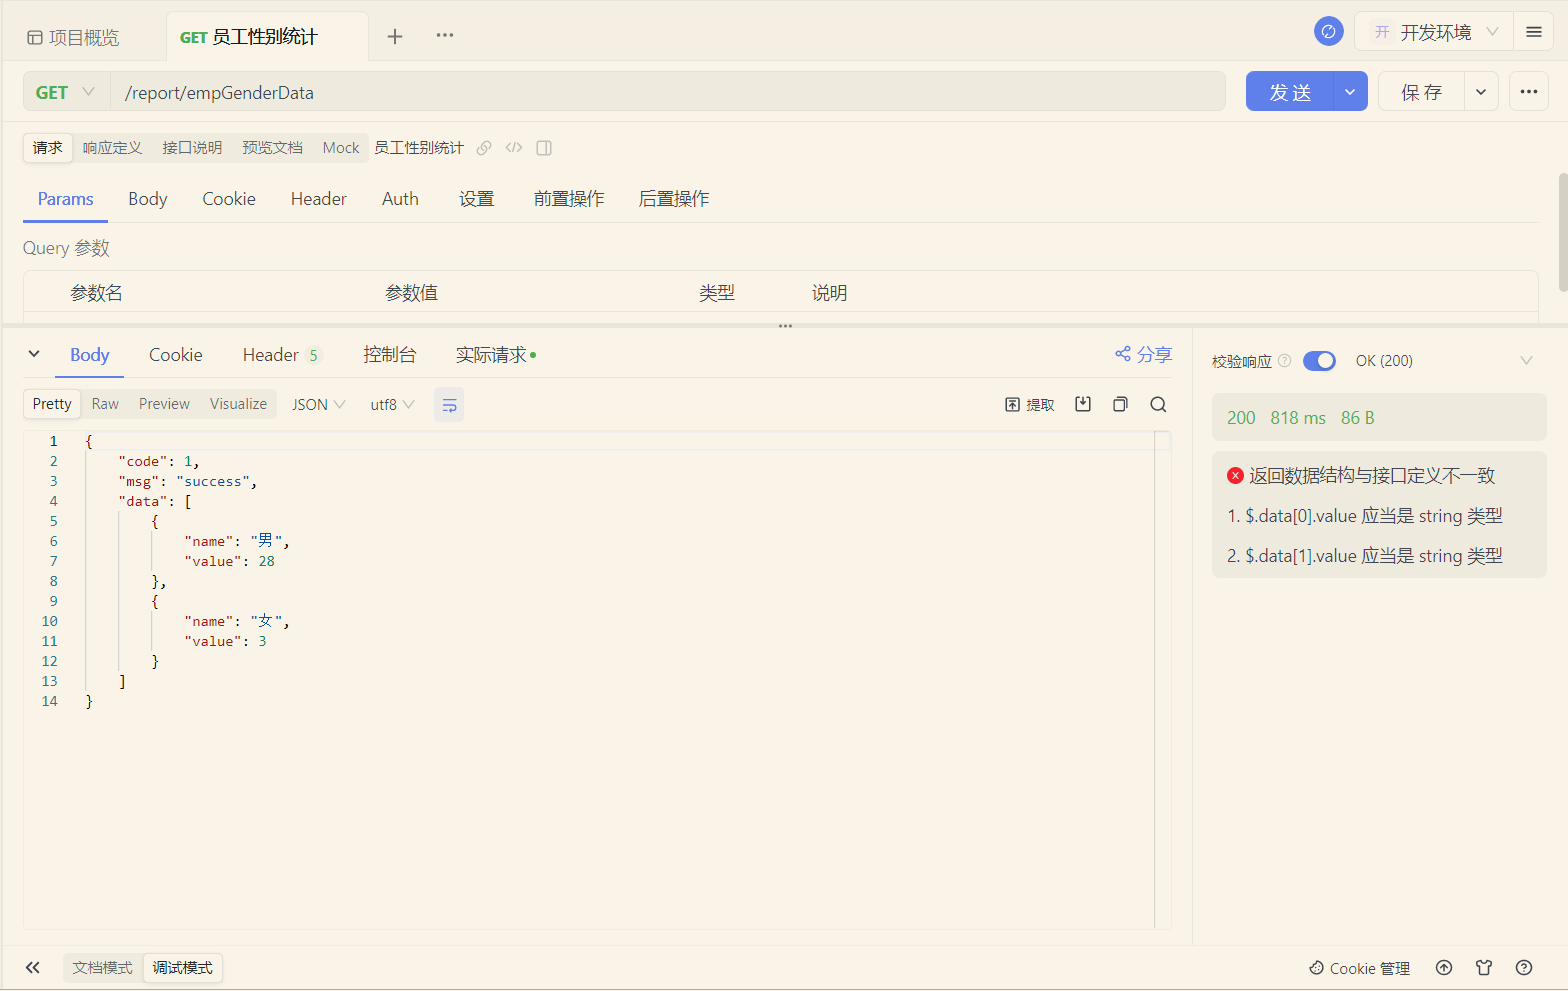 项目概览
GET 员工性别统计
开 开发环境
GET /report/empGenderData
发 送
保 存
请求 响应定义 接口说明 预览文档 Mock 员工性别统计
Params Body Cookie Header Auth 设置 前置操作 后置操作
Query 参数
参数名 参数值 类型 说明
Body Cookie Header 5 控制台 实际请求
分享
Pretty Raw Preview Visualize JSON utf8
提取
1 {
2 "code": 1,
3 "msg": "success",
4 "data": [
5 {
6 "name": "男",
7 "value": 28
8 },
9 {
10 "name": "女",
11 "value": 3
12 }
13 ]
14 }
校验响应 OK (200)
200 818 ms 86 B
返回数据结构与接口定义不一致
1. $.data[0].value 应当是 string 类型
2. $.data[1].value 应当是 string 类型
文档模式 调试模式
Cookie 管理